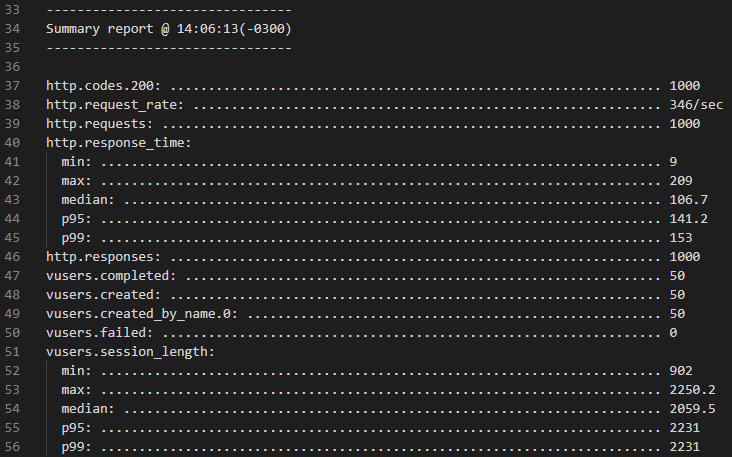 33 --------------------------------
34 Summary report @ 14:06:13(-0300)
35 --------------------------------
36
37 http.codes.200: ................................................................ 1000
38 http.request_rate: ............................................................. 346/sec
39 http.requests: ................................................................. 1000
40 http.response_time:
41 min: ......................................................................... 9
42 max: ......................................................................... 209
43 median: ...................................................................... 106.7
44 p95: ......................................................................... 141.2
45 p99: ......................................................................... 153
46 http.responses: ................................................................ 1000
47 vusers.completed: .............................................................. 50
48 vusers.created: ................................................................ 50
49 vusers.created_by_name.0: ...................................................... 50
50 vusers.failed: ................................................................. 0
51 vusers.session_length:
52 min: ......................................................................... 902
53 max: ......................................................................... 2250.2
54 median: ...................................................................... 2059.5
55 p95: ......................................................................... 2231
56 p99: ......................................................................... 2231